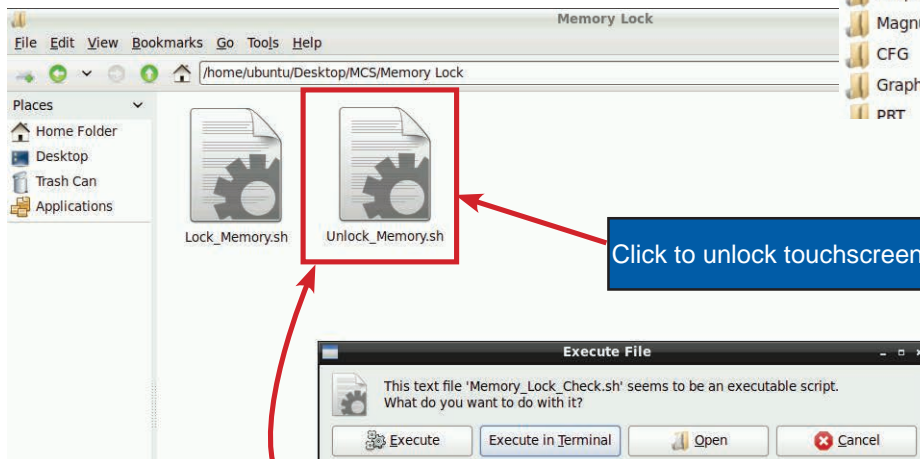 Memory Lock
File Edit View Bookmarks Go Tools Help
/home/ubuntu/Desktop/MCS/Memory Lock
Places
Home Folder
Desktop
Trash Can
Applications
Lock_Memory.sh
Unlock_Memory.sh
CFG
Click to unlock touchscreen
Execute File
This text file 'Memory_Lock_Check.sh' seems to be an executable script.
What do you want to do with it?
Execute
Execute in Terminal
Open
Cancel